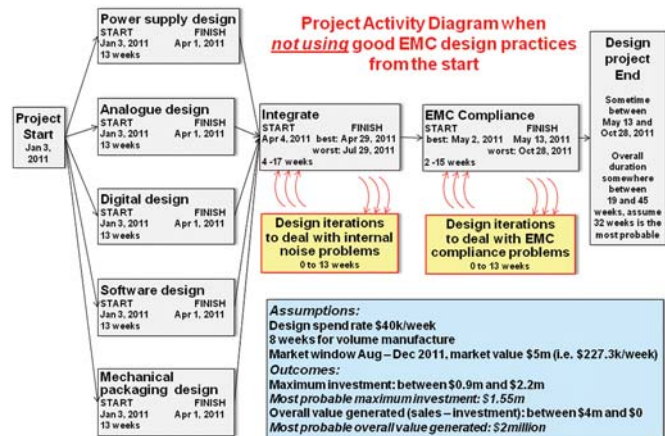 Project Activity Diagram when
not using good EMC design practices
from the start
Project
Start
Jan 3,
2011
Power supply design
START FINISH
Jan 3, 2011 Apr 1, 2011
13 weeks
Analogue design
START FINISH
Jan 3, 2011 Apr 1, 2011
13 weeks
Digital design
START FINISH
Jan 3, 2011 Apr 1, 2011
13 weeks
Software design
START FINISH
Jan 3, 2011 Apr 1, 2011
13 weeks
Mechanical
packaging design
START FINISH
Jan 3, 2011 Apr 1, 2011
13 weeks
Integrate
START FINISH
Apr 4, 2011 best: Apr 29, 2011
worst: Jul 29, 2011
4 -17 weeks
Design iterations
to deal with internal
noise problems
0 to 13 weeks
EMC Compliance
START FINISH
best: May 2, 2011 May 13, 2011
worst: Oct 28, 2011
2 -15 weeks
Design iterations
to deal with EMC
compliance problems
0 to 13 weeks
Design
project
End
Sometime
between
May 13 and
Oct 28, 2011
Overall
duration
somewhere
between
19 and 45
weeks, assume
32 weeks is the
most probable
Assumptions:
Design spend rate $40k/week
8 weeks for volume manufacture
Market window Aug – Dec 2011, market value $5m (i.e. $227.3k/week)
Outcomes:
Maximum investment: between $0.9m and $2.2m
Most probable maximum investment: $1.55m
Overall value generated (sales – investment): between $4m and $0
Most probable overall value generated: $2million